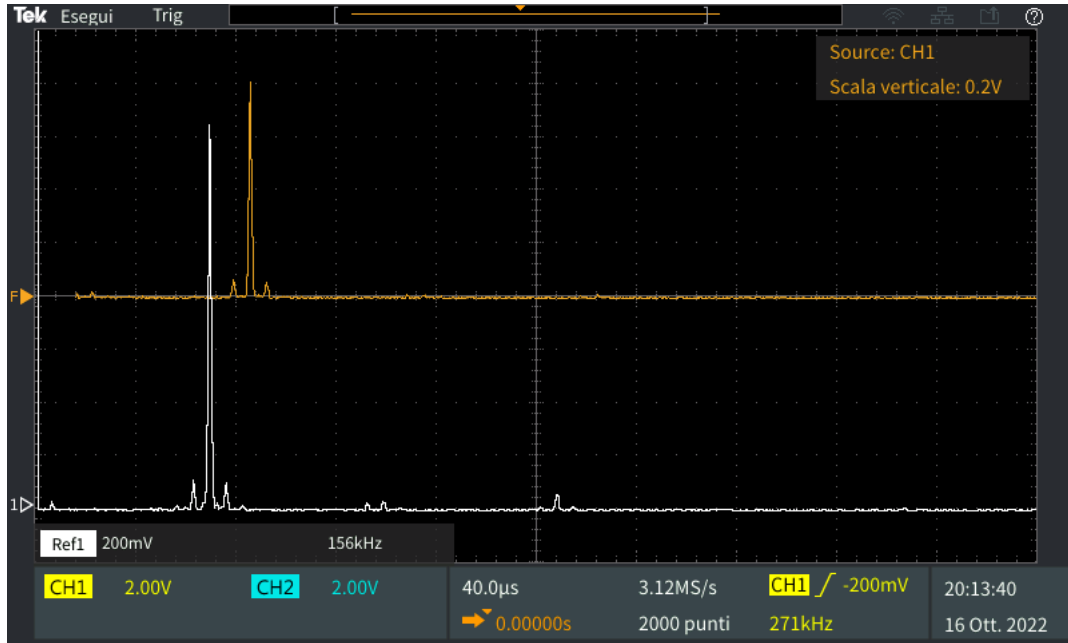 Tek Esegui Trig
Source: CH1
Scala verticale: 0.2V
F
1
Ref1 200mV 156kHz
CH1 2.00V CH2 2.00V 40.0µs 3.12MS/s CH1 -200mV 20:13:40
0.00000s 2000 punti 271kHz 16 Ott. 2022